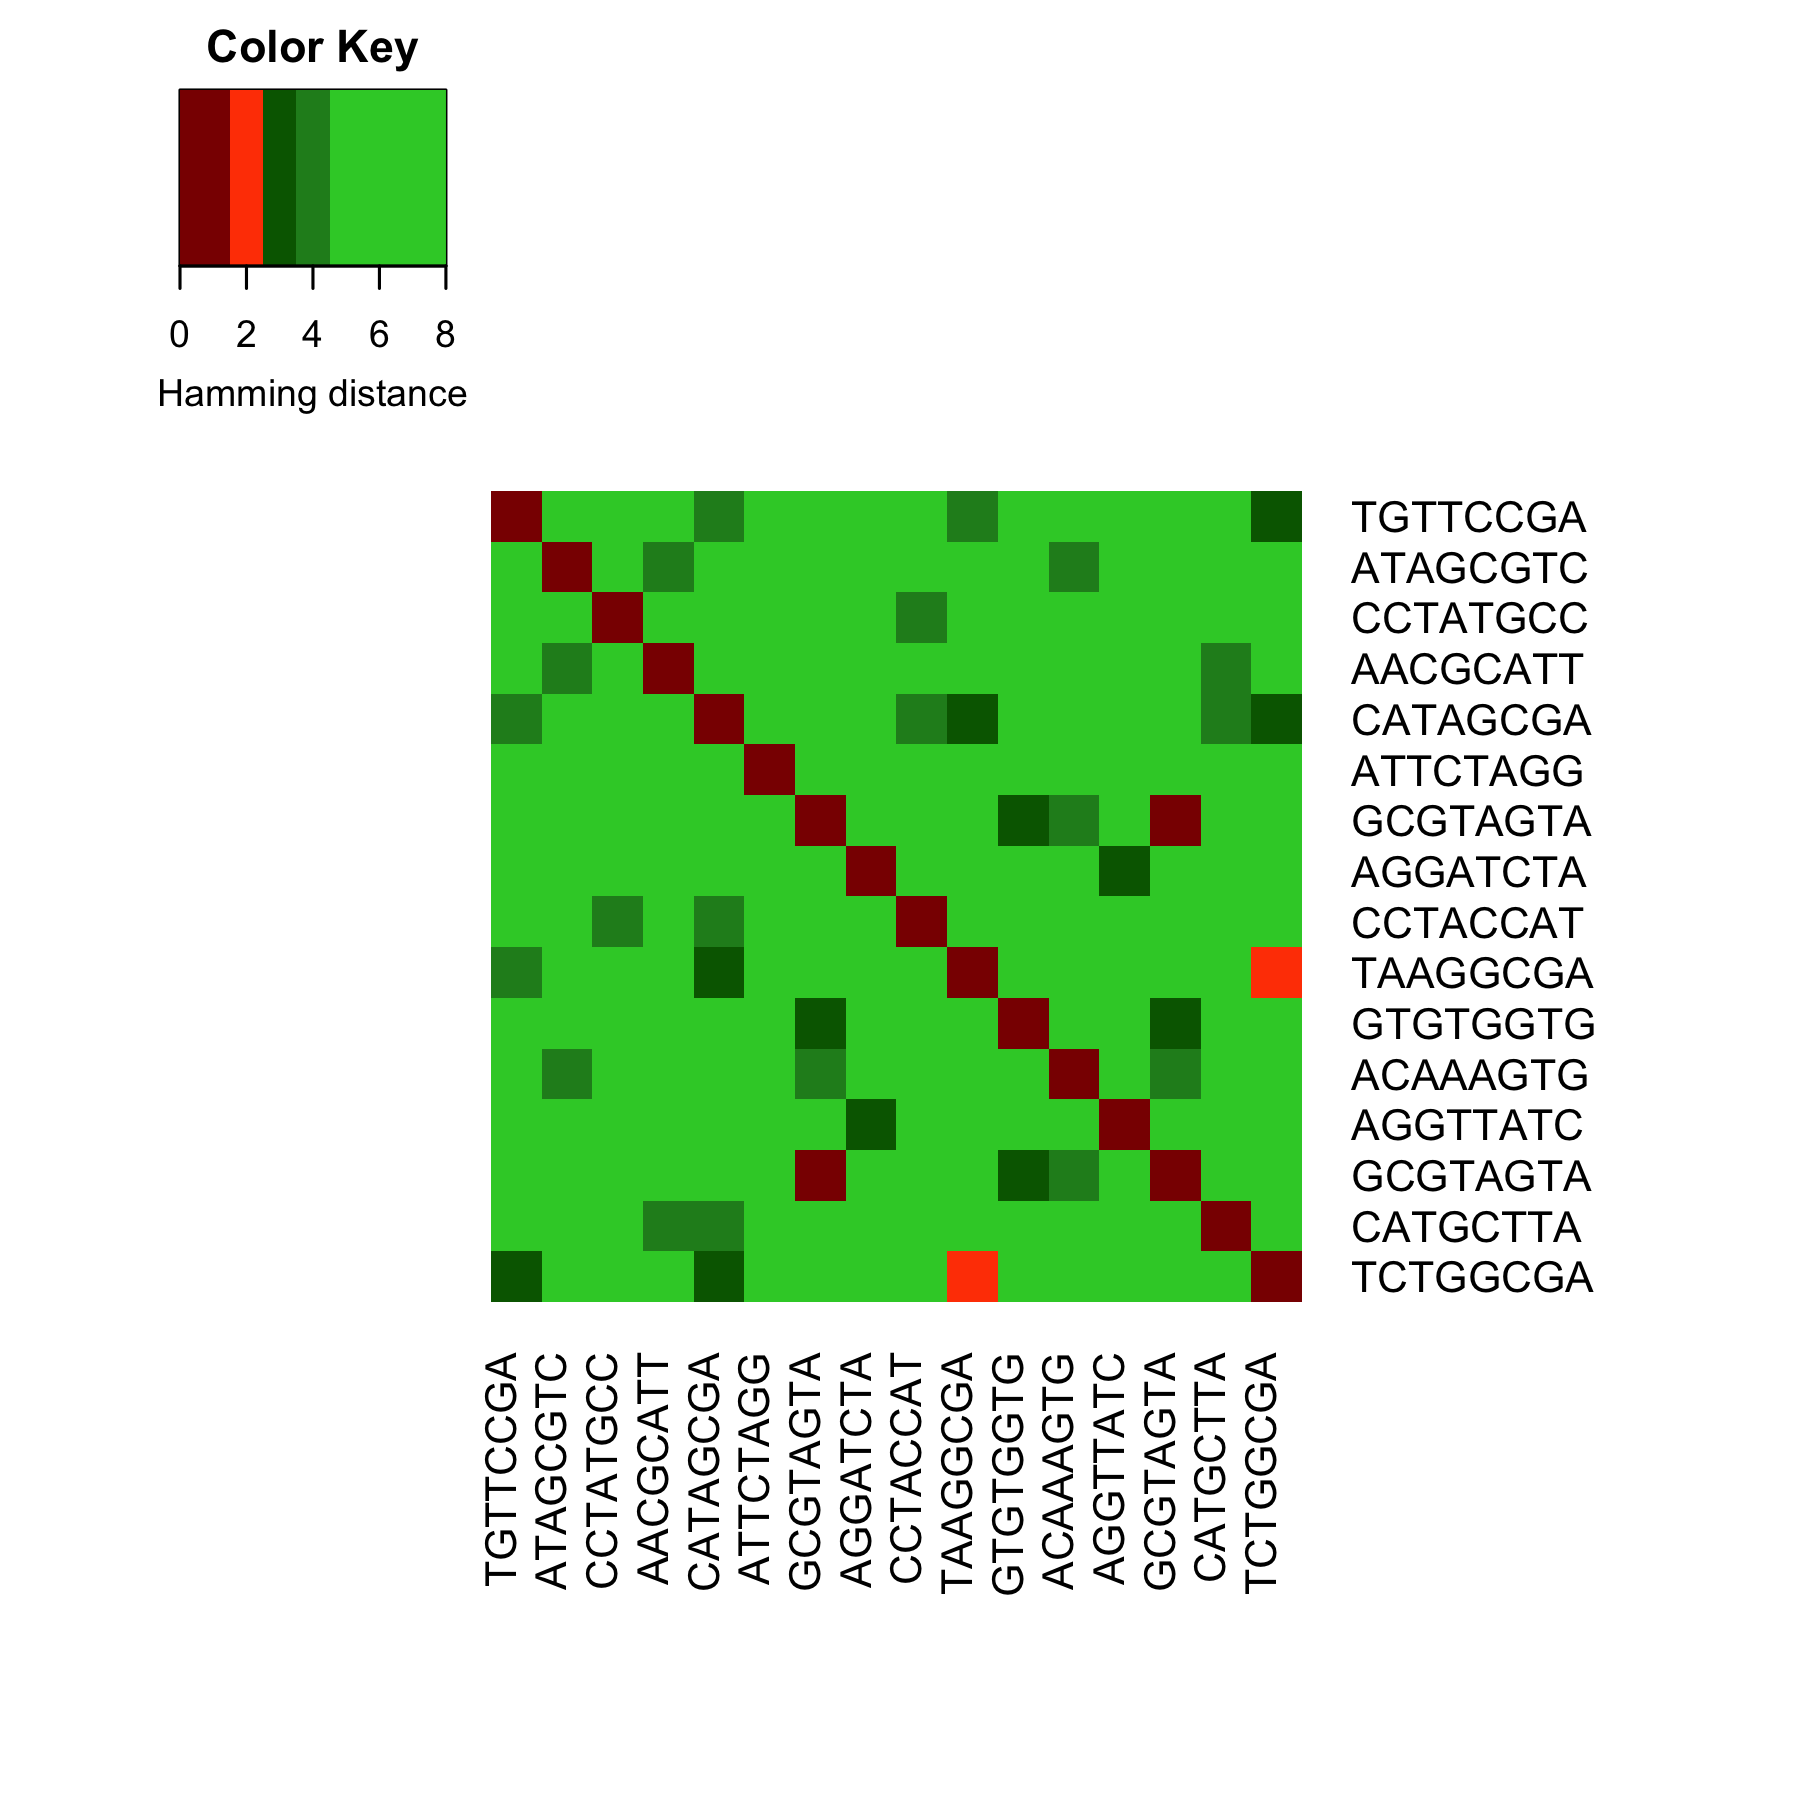 Color Key
0 2 4 6 8
Hamming distance
TGTTCCGA
ATAGCGTC
CCTATGCC
AACGCATT
CATAGCGA
ATTCTAGG
GCGTAGTA
AGGATCTA
CCTACCAT
TAAGGCGA
GTGTGGTG
ACAAAGTG
AGGTTATC
GCGTAGTA
CATGCTTA
TCTGGCGA
TGTTCCGA
ATAGCGTC
CCTATGCC
AACGCATT
CATAGCGA
ATTCTAGG
GCGTAGTA
AGGATCTA
CCTACCAT
TAAGGCGA
GTGTGGTG
ACAAAGTG
AGGTTATC
GCGTAGTA
CATGCTTA
TCTGGCGA